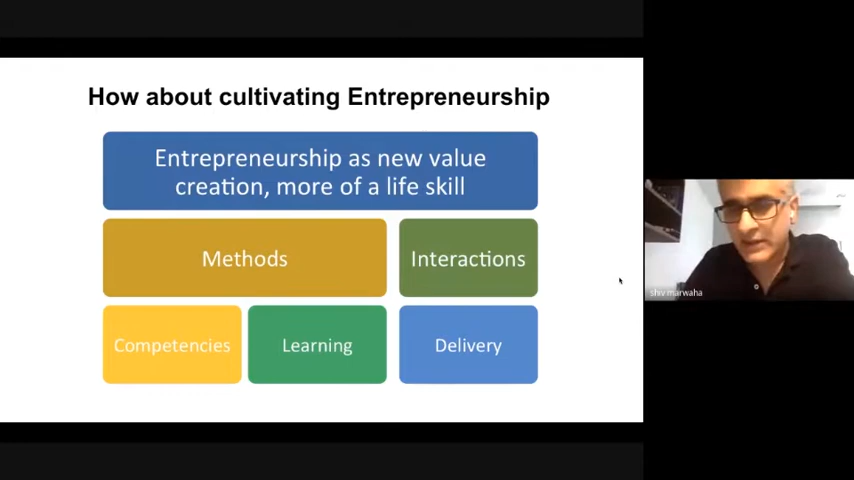 How about cultivating Entrepreneurship
Entrepreneurship as new value
creation, more of a life skill
Methods
Interactions
Competencies
Learning
Delivery
shiv marwaha